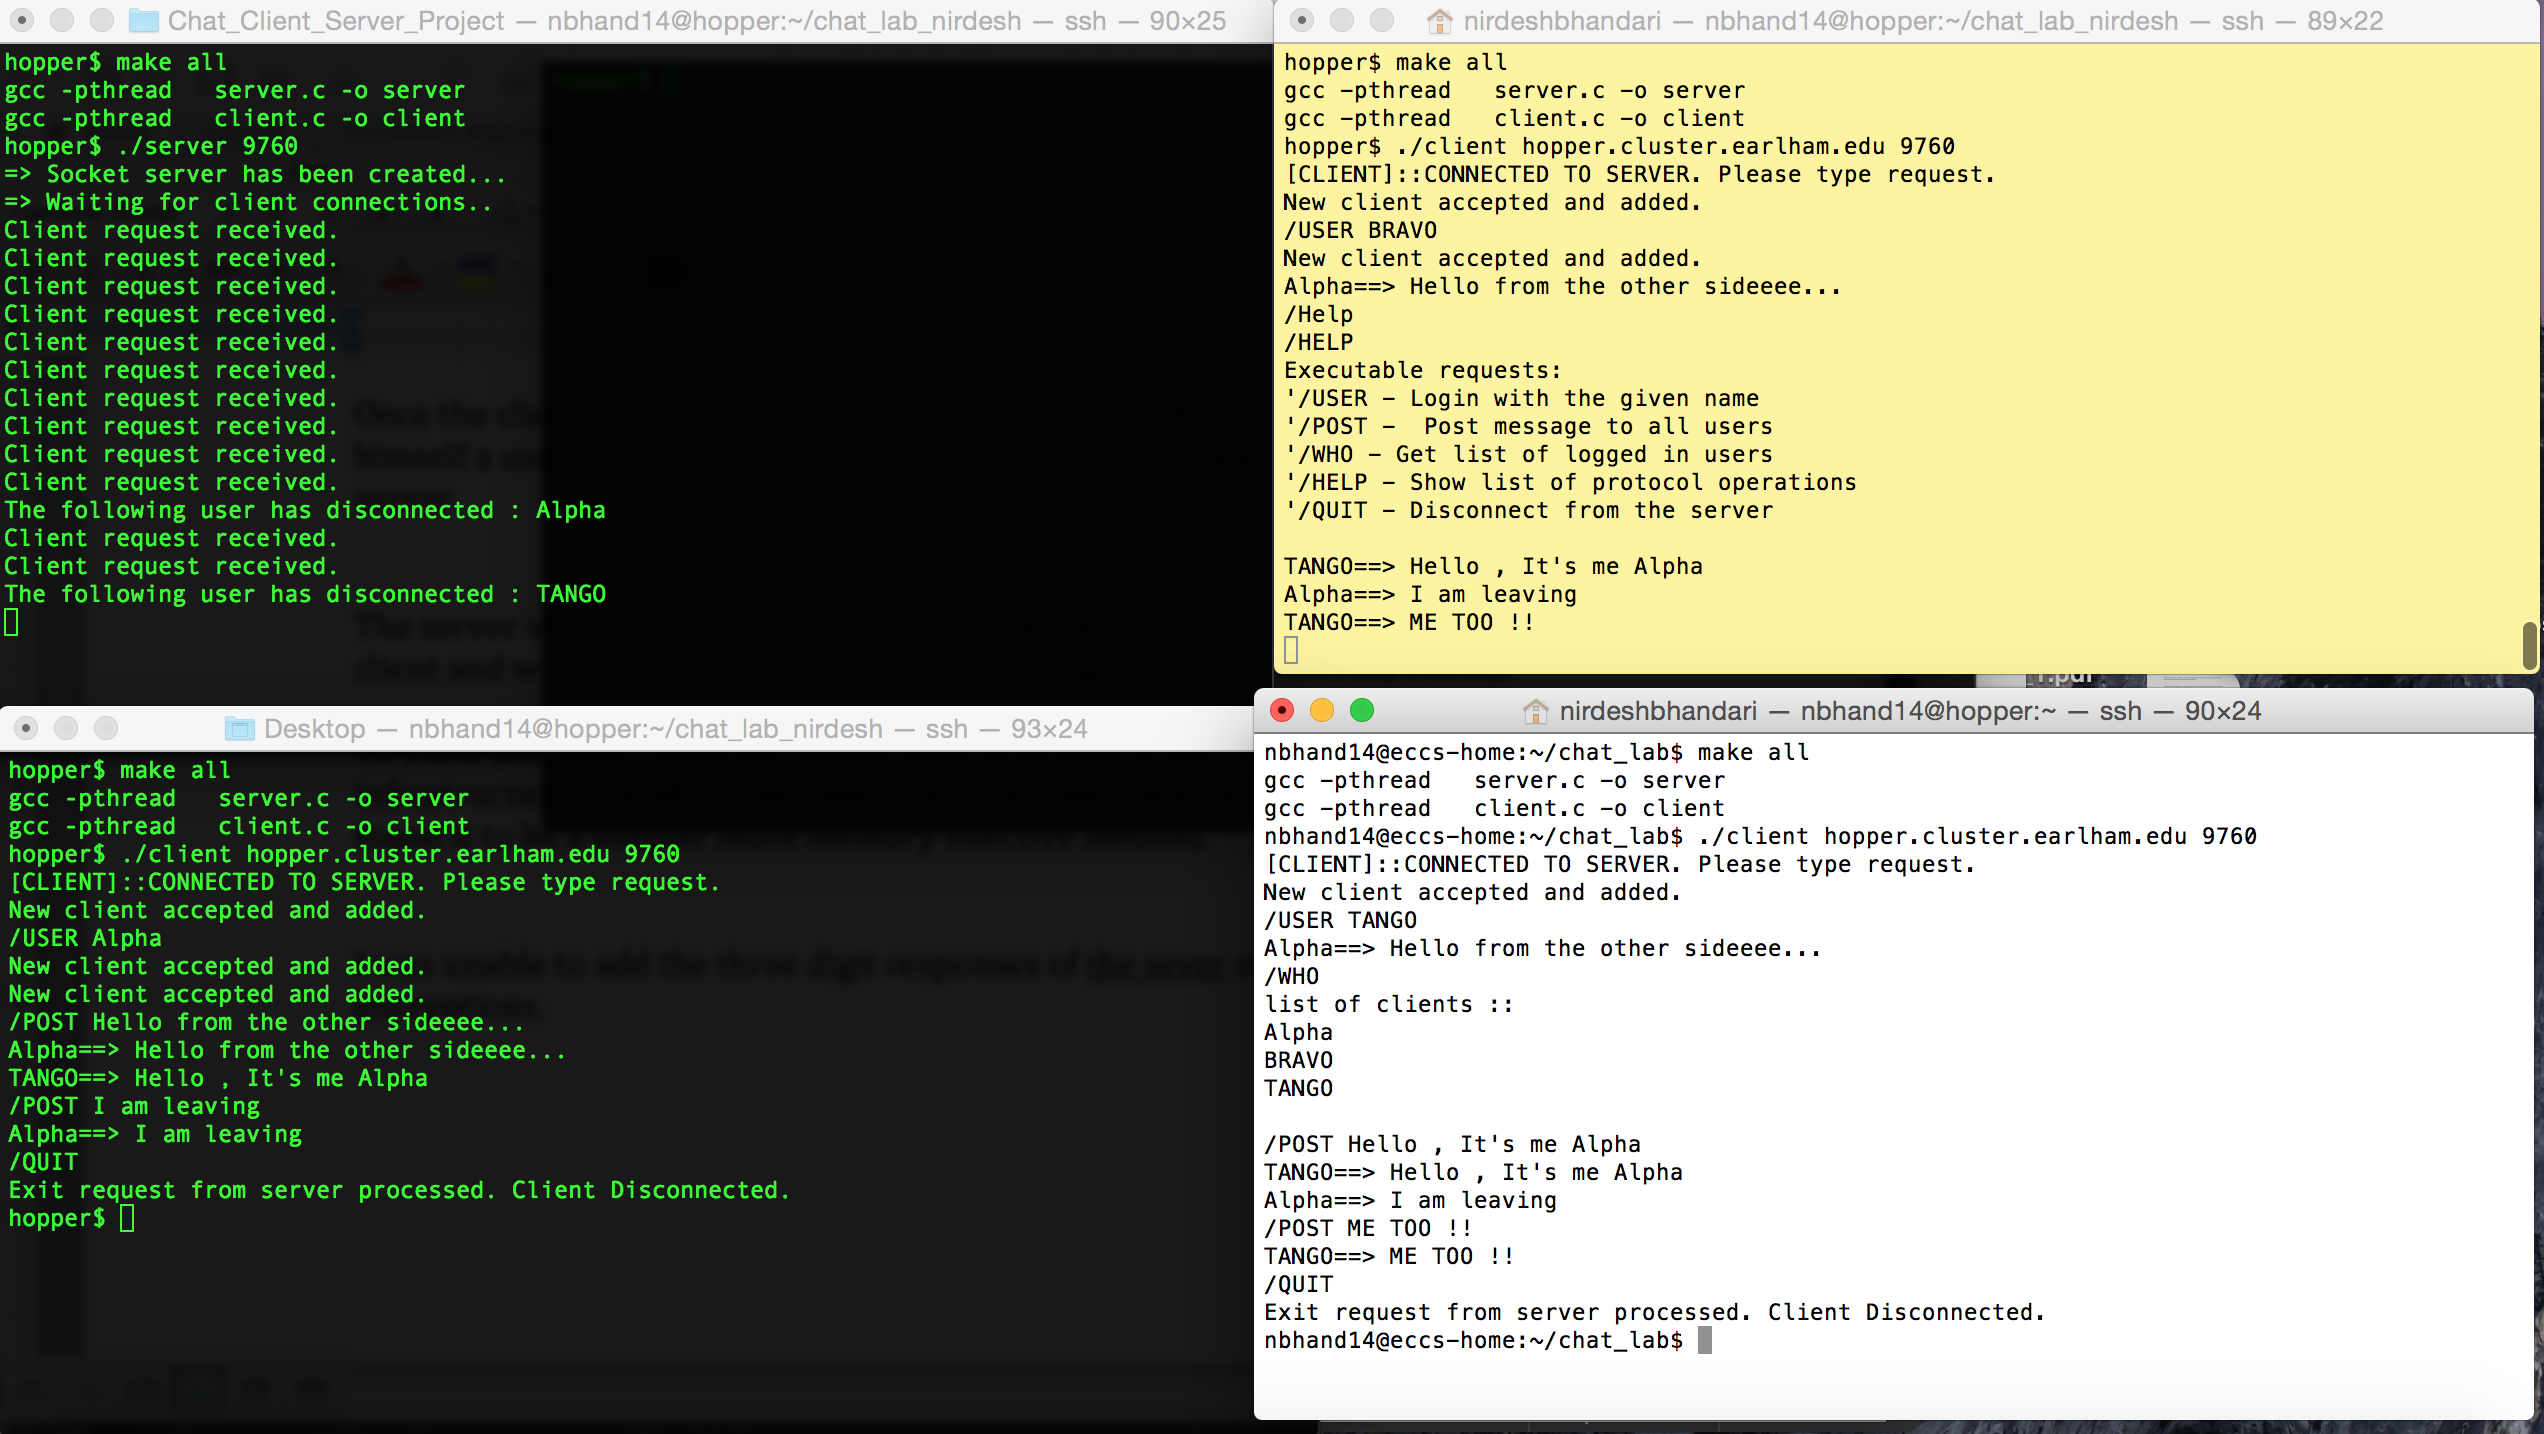 Chat_Client_Server_Project — nbhand14@hopper:~/chat_lab_nirdesh — ssh — 90×25
hopper$ make all
gcc -pthread   server.c -o server
gcc -pthread   client.c -o client
hopper$ ./server 9760
=> Socket server has been created...
=> Waiting for client connections..
Client request received.
Client request received.
Client request received.
Client request received.
Client request received.
Client request received.
Client request received.
Client request received.
Client request received.
Client request received.
The following user has disconnected : Alpha
Client request received.
Client request received.
The following user has disconnected : TANGO
Once the
himself a
The server
client and
nirdeshbhandari — nbhand14@hopper:~/chat_lab_nirdesh — ssh — 89×22
hopper$ make all
gcc -pthread   server.c -o server
gcc -pthread   client.c -o client
hopper$ ./client hopper.cluster.earlham.edu 9760
[CLIENT]::CONNECTED TO SERVER. Please type request.
New client accepted and added.
/USER BRAVO
New client accepted and added.
Alpha==> Hello from the other sideeee...
/Help
/HELP
Executable requests:
'/USER - Login with the given name
'/POST -  Post message to all users
'/WHO - Get list of logged in users
'/HELP - Show list of protocol operations
'/QUIT - Disconnect from the server
TANGO==> Hello , It's me Alpha
Alpha==> I am leaving
TANGO==> ME TOO !!
Desktop — nbhand14@hopper:~/chat_lab_nirdesh — ssh — 93×24
hopper$ make all
gcc -pthread   server.c -o server
gcc -pthread   client.c -o client
hopper$ ./client hopper.cluster.earlham.edu 9760
[CLIENT]::CONNECTED TO SERVER. Please type request.
New client accepted and added.
/USER Alpha
New client accepted and added.
New client accepted and added.
/POST Hello from the other sideeee...
Alpha==> Hello from the other sideeee...
TANGO==> Hello , It's me Alpha
/POST I am leaving
Alpha==> I am leaving
/QUIT
Exit request from server processed. Client Disconnected.
hopper$
unable to add the three digit responses of the sever
nirdeshbhandari — nbhand14@hopper:~ — ssh — 90×24
nbhand14@eccs-home:~/chat_lab$ make all
gcc -pthread   server.c -o server
gcc -pthread   client.c -o client
nbhand14@eccs-home:~/chat_lab$ ./client hopper.cluster.earlham.edu 9760
[CLIENT]::CONNECTED TO SERVER. Please type request.
New client accepted and added.
/USER TANGO
Alpha==> Hello from the other sideeee...
/WHO
list of clients ::
Alpha
BRAVO
TANGO
/POST Hello , It's me Alpha
TANGO==> Hello , It's me Alpha
Alpha==> I am leaving
/POST ME TOO !!
TANGO==> ME TOO !!
/QUIT
Exit request from server processed. Client Disconnected.
nbhand14@eccs-home:~/chat_lab$